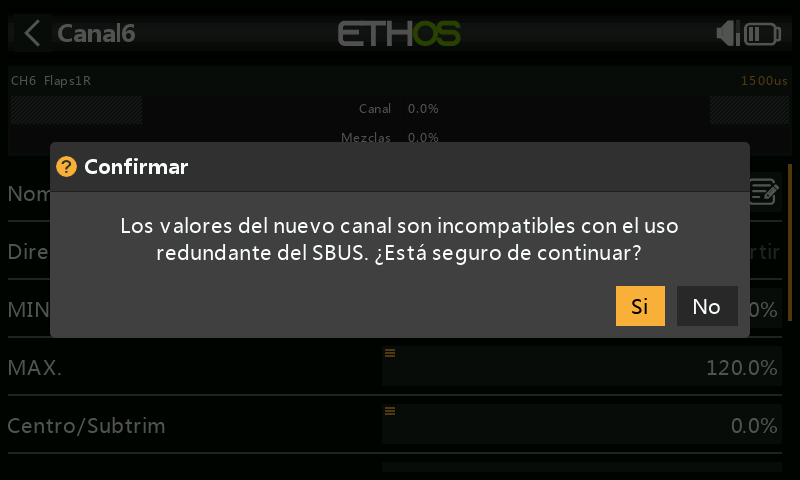 Canal6
ETHOS
CH6 Flaps1R
1500us
Canal 0.0%
Mezclas 0.0%
Confirmar
Los valores del nuevo canal son incompatibles con el uso
redundante del SBUS. ¿Está seguro de continuar?
Si No
MAX. 120.0%
Centro/Subtrim 0.0%